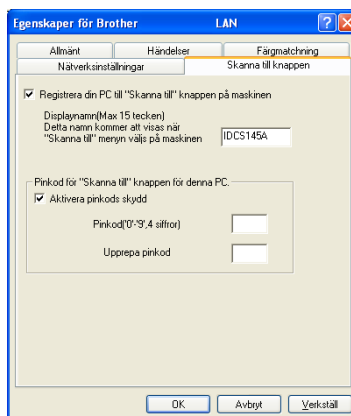 Egenskaper för Brother LAN
Allmänt Händelser Färgmatchning
Nätverksinställningar Skanna till knappen
Registrera din PC till "Skanna till" knappen på maskinen
Displaynamn(Max 15 tecken)
Detta namn kommer att visas när
"Skanna till" menyn väljs på maskinen
IDCS145A
Pinkod för "Skanna till" knappen för denna PC.
Aktivera pinkods skydd
Pinkod('0'-'9',4 siffror)
Upprepa pinkod
OK Avbryt Verkställ